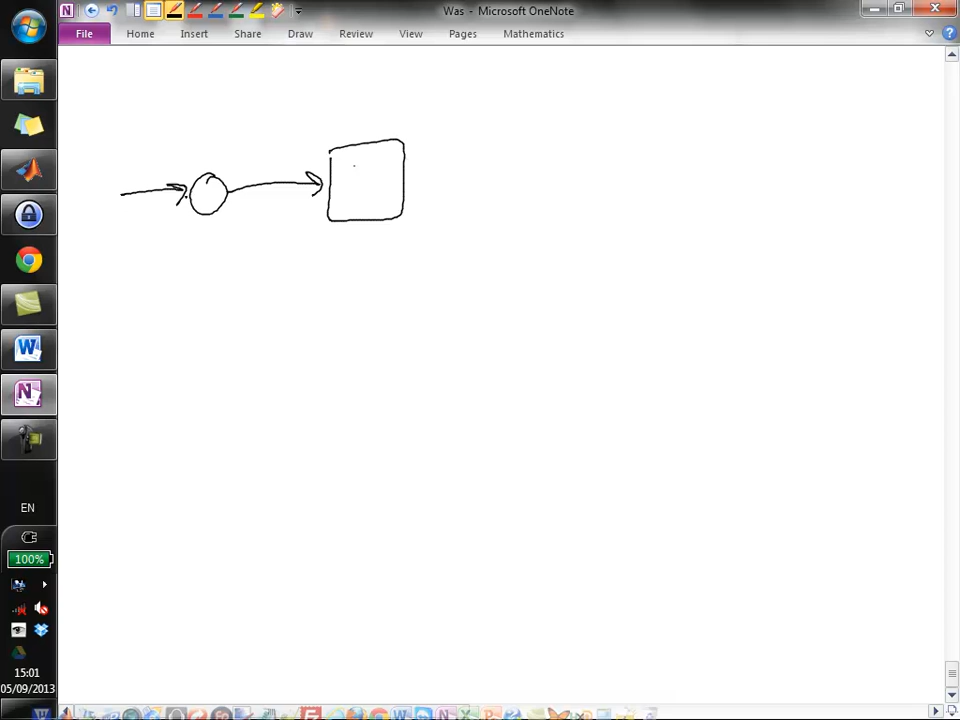 Was - Microsoft OneNote
File Home Insert Share Draw Review View Pages Mathematics
EN
100%
15:01
05/09/2013